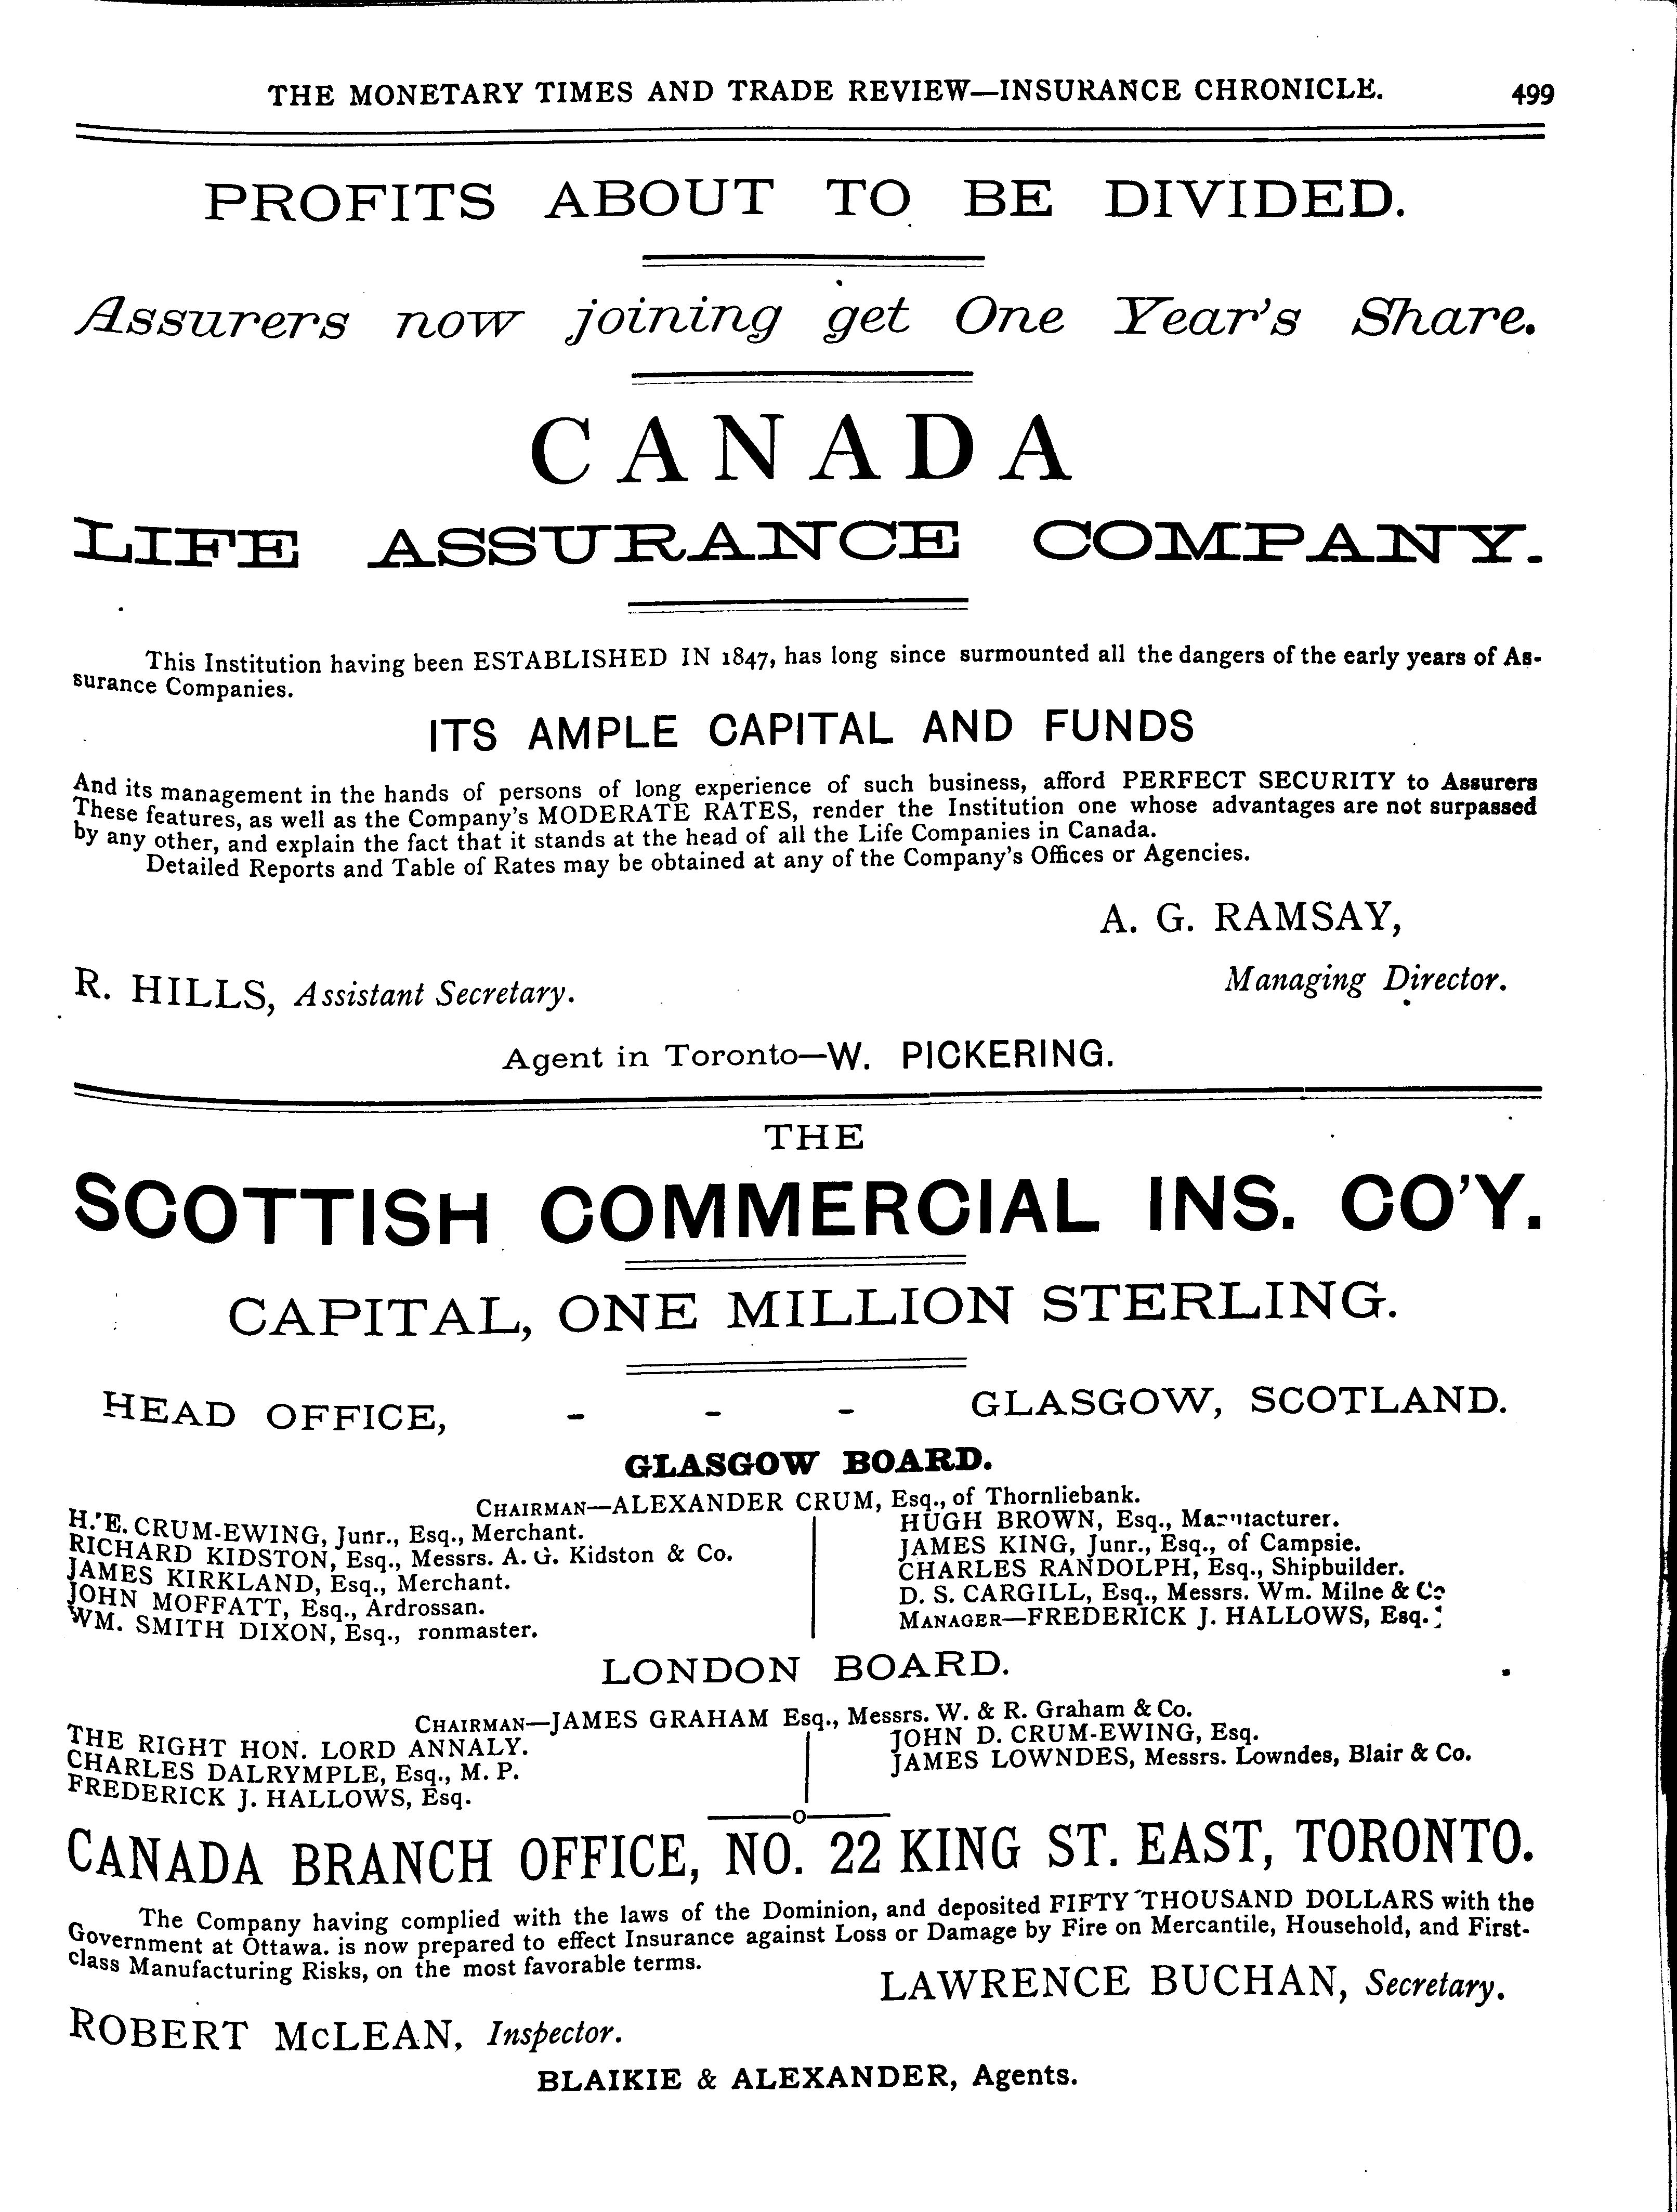 THE MONETARY TIMES AND TRADE REVIEW—INSURANCE CHRONICLE. 499
PROFITS ABOUT TO BE DIVIDED.
Assurers now joining get One Year's Share.
CANADA
LIFE ASSURANCE COMPANY.
This Institution having been ESTABLISHED IN 1847, has long since surmounted all the dangers of the early years of As-
surance Companies.
ITS AMPLE CAPITAL AND FUNDS
And its management in the hands of persons of long experience of such business, afford PERFECT SECURITY to Assurers
These features, as well as the Company's MODERATE RATES, render the Institution one whose advantages are not surpassed
by any other, and explain the fact that it stands at the head of all the Life Companies in Canada.
Detailed Reports and Table of Rates may be obtained at any of the Company's Offices or Agencies.
A. G. RAMSAY,
Managing Director.
R. HILLS, Assistant Secretary.
Agent in Toronto—W. PICKERING.
THE
SCOTTISH COMMERCIAL INS. CO'Y.
CAPITAL, ONE MILLION STERLING.
HEAD OFFICE, - - - GLASGOW, SCOTLAND.
GLASGOW BOARD.
CHAIRMAN—ALEXANDER CRUM, Esq., of Thornliebank.
H. E. CRUM-EWING, Junr., Esq., Merchant.
RICHARD KIDSTON, Esq., Messrs. A. G. Kidston & Co.
JAMES KIRKLAND, Esq., Merchant.
JOHN MOFFATT, Esq., Ardrossan.
WM. SMITH DIXON, Esq., ronmaster.
HUGH BROWN, Esq., Manufacturer.
JAMES KING, Junr., Esq., of Campsie.
CHARLES RANDOLPH, Esq., Shipbuilder.
D. S. CARGILL, Esq., Messrs. Wm. Milne & Co
MANAGER—FREDERICK J. HALLOWS, Esq.
LONDON BOARD.
CHAIRMAN—JAMES GRAHAM Esq., Messrs. W. & R. Graham & Co.
THE RIGHT HON. LORD ANNALY.
CHARLES DALRYMPLE, Esq., M. P.
FREDERICK J. HALLOWS, Esq.
JOHN D. CRUM-EWING, Esq.
JAMES LOWNDES, Messrs. Lowndes, Blair & Co.
CANADA BRANCH OFFICE, NO. 22 KING ST. EAST, TORONTO.
The Company having complied with the laws of the Dominion, and deposited FIFTY THOUSAND DOLLARS with the
Government at Ottawa. is now prepared to effect Insurance against Loss or Damage by Fire on Mercantile, Household, and First-
class Manufacturing Risks, on the most favorable terms.
LAWRENCE BUCHAN, Secretary.
ROBERT McLEAN, Inspector.
BLAIKIE & ALEXANDER, Agents.